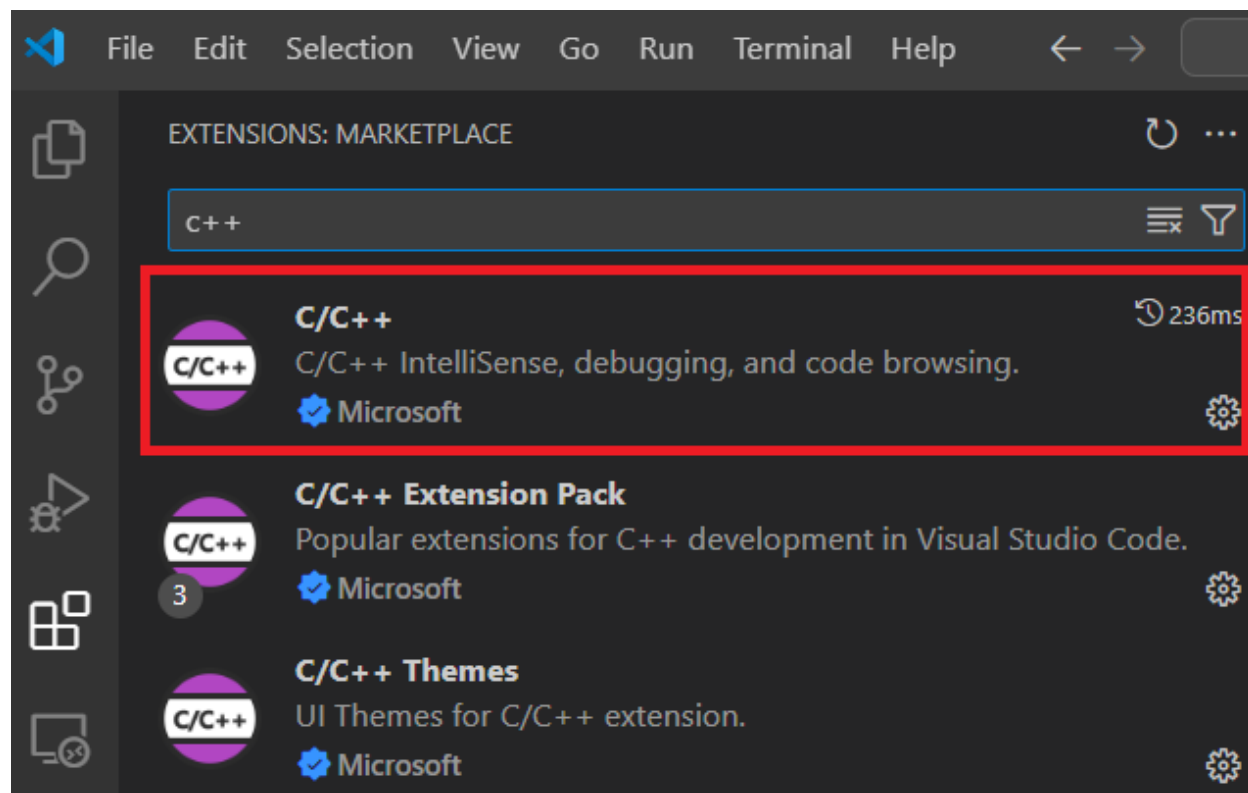 File Edit Selection View Go Run Terminal Help
EXTENSIONS: MARKETPLACE
c++
C/C++
236ms
C/C++
C/C++ IntelliSense, debugging, and code browsing.
Microsoft
C/C++ Extension Pack
C/C++
Popular extensions for C++ development in Visual Studio Code.
3
Microsoft
C/C++ Themes
C/C++
UI Themes for C/C++ extension.
Microsoft